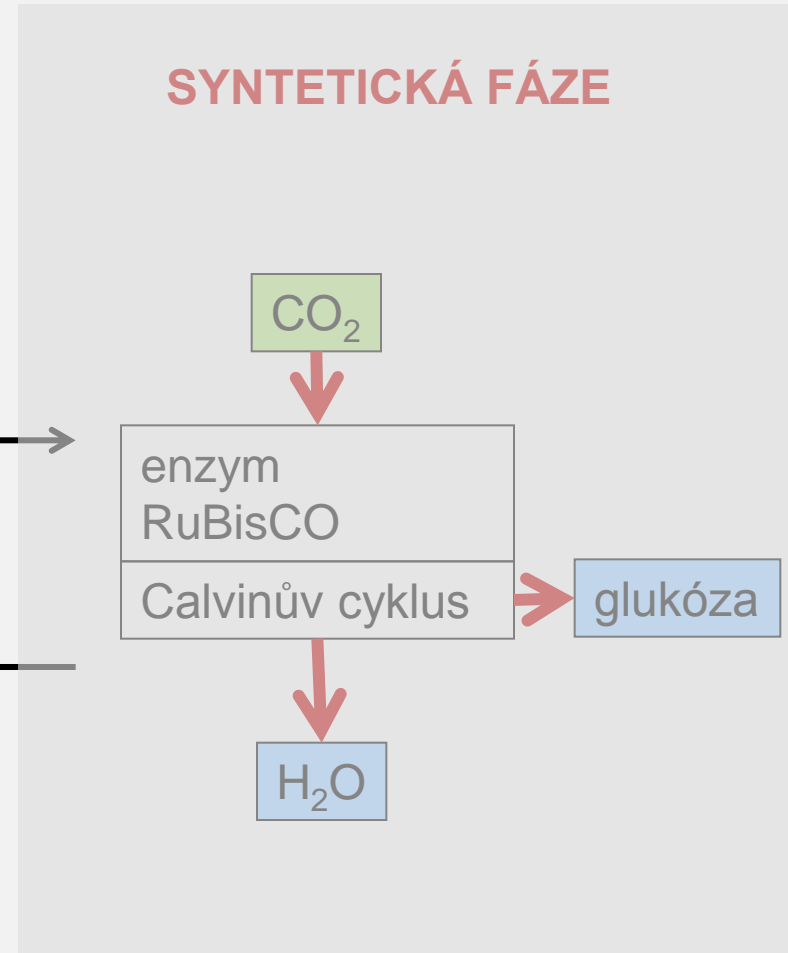 SYNTETICKÁ FÁZE
CO₂
enzym
RuBisCO
Calvinův cyklus
glukóza
H₂O